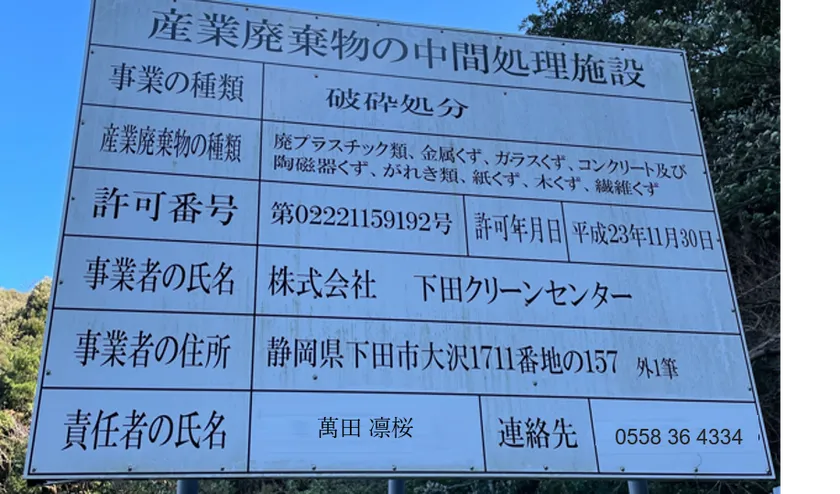 産業廃棄物の中間処理施設
事業の種類 破砕処分
産業廃棄物の種類 廃プラスチック類、金属くず、ガラスくず、コンクリート及び
陶磁器くず、がれき類、紙くず、木くず、繊維くず
許可番号 第02221159192号 許可年月日 平成23年11月30日
事業者の氏名 株式会社 下田クリーンセンター
事業者の住所 静岡県下田市大沢1711番地の157 外1筆
責任者の氏名 萬田 凛桜 連絡先 0558 36 4334